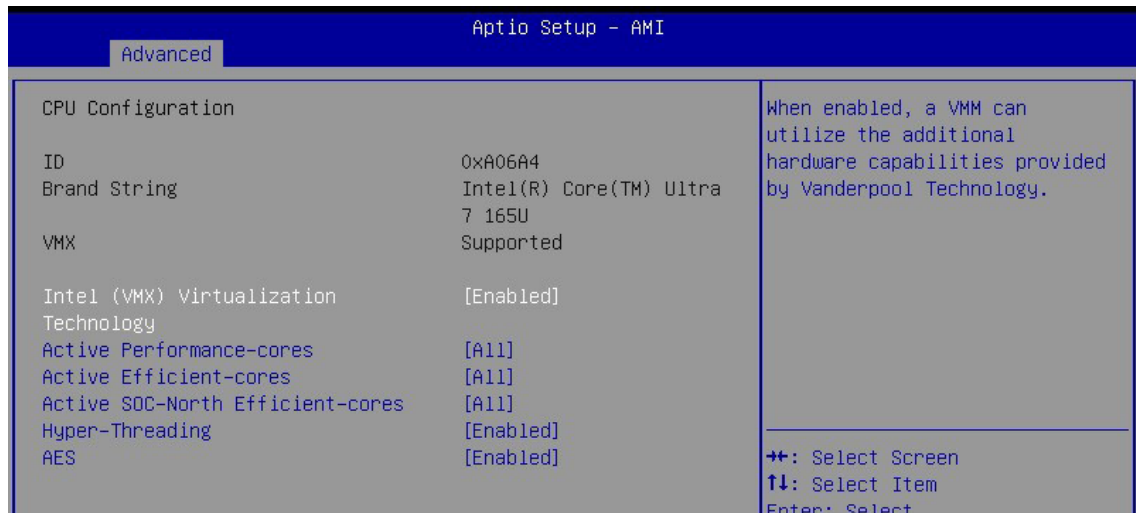 Aptio Setup – AMI
Advanced
CPU Configuration
ID 0xA06A4
Brand String Intel(R) Core(TM) Ultra
7 165U
VMX Supported
Intel (VMX) Virtualization [Enabled]
Technology
Active Performance-cores [All]
Active Efficient-cores [All]
Active SOC-North Efficient-cores [All]
Hyper-Threading [Enabled]
AES [Enabled]
When enabled, a VMM can
utilize the additional
hardware capabilities provided
by Vanderpool Technology.
→←: Select Screen
↑↓: Select Item
Enter: Select